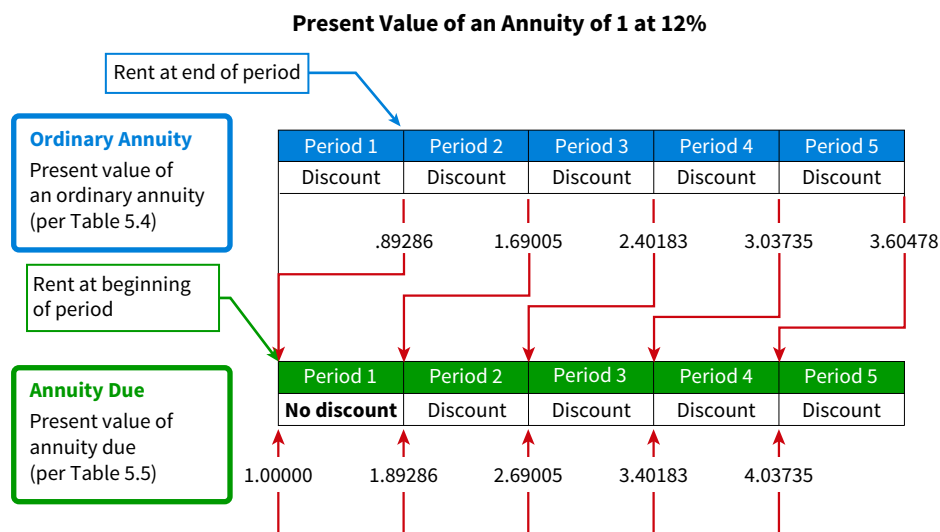 Present Value of an Annuity of 1 at 12%
Rent at end of period
Ordinary Annuity
Present value of
an ordinary annuity
(per Table 5.4)
Period 1 Period 2 Period 3 Period 4 Period 5
Discount Discount Discount Discount Discount
.89286 1.69005 2.40183 3.03735 3.60478
Rent at beginning
of period
Annuity Due
Present value of
annuity due
(per Table 5.5)
Period 1 Period 2 Period 3 Period 4 Period 5
No discount Discount Discount Discount Discount
1.00000 1.89286 2.69005 3.40183 4.03735